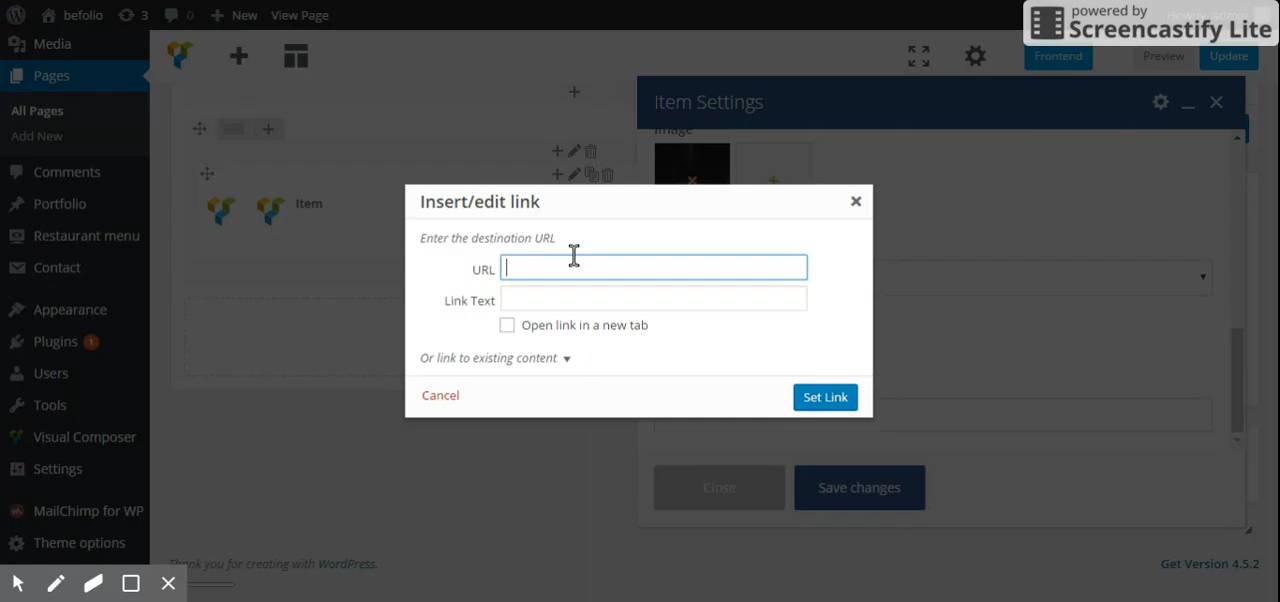 befolio
3
0
New
View Page
powered by
Screencastify Lite
Media
Pages
All Pages
Add New
Comments
Portfolio
Restaurant menu
Contact
Appearance
Plugins 1
Users
Tools
Visual Composer
Settings
MailChimp for WP
Theme options
Frontend
Preview
Update
Item Settings
Image
Item
Insert/edit link
Enter the destination URL
URL
Link Text
Open link in a new tab
Or link to existing content
Cancel
Set Link
Close
Save changes
Thank you for creating with WordPress.
Get Version 4.5.2